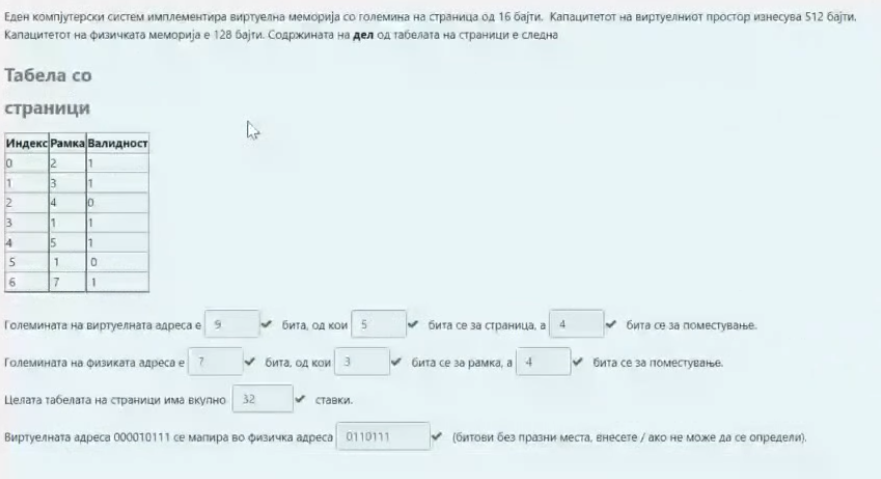 Еден компјутерски систем имплементира виртуелна меморија со големина на страница од 16 бајти. Капацитетот на виртуелниот простор изнесува 512 бајти.
Капацитетот на физичката меморија е 128 бајти. Содржината на дел од табелата на страници е следна
Табела со
страници
Индекс Рамка Валидност
0 2 1
1 3 1
2 4 0
3 1 1
4 5 1
5 1 0
6 7 1
Големината на виртуелната адреса е 9 бита, од кои 5 бита се за страница, а 4 бита се за поместување.
Големината на физиката адреса е 7 бита, од кои 3 бита се за рамка, а 4 бита се за поместување.
Целата табелата на страници има вкупно 32 ставки.
Виртуелната адреса 000010111 се мапира во физичка адреса 0110111 (битови без празни места, внесете / ако не може да се определи).